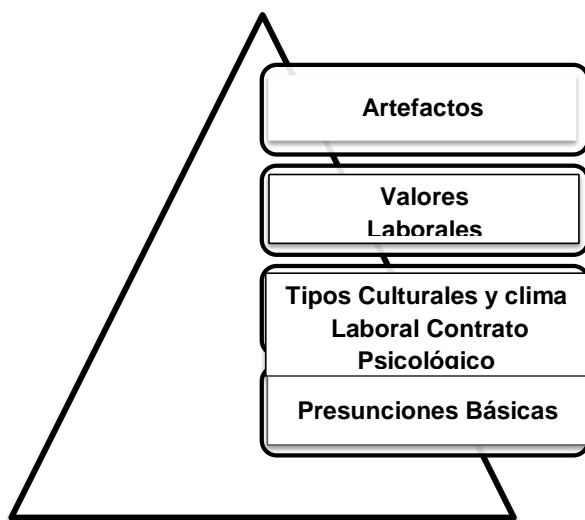 Artefactos
Valores
Laborales
Tipos Culturales y clima
Laboral Contrato
Psicológico
Presunciones Básicas